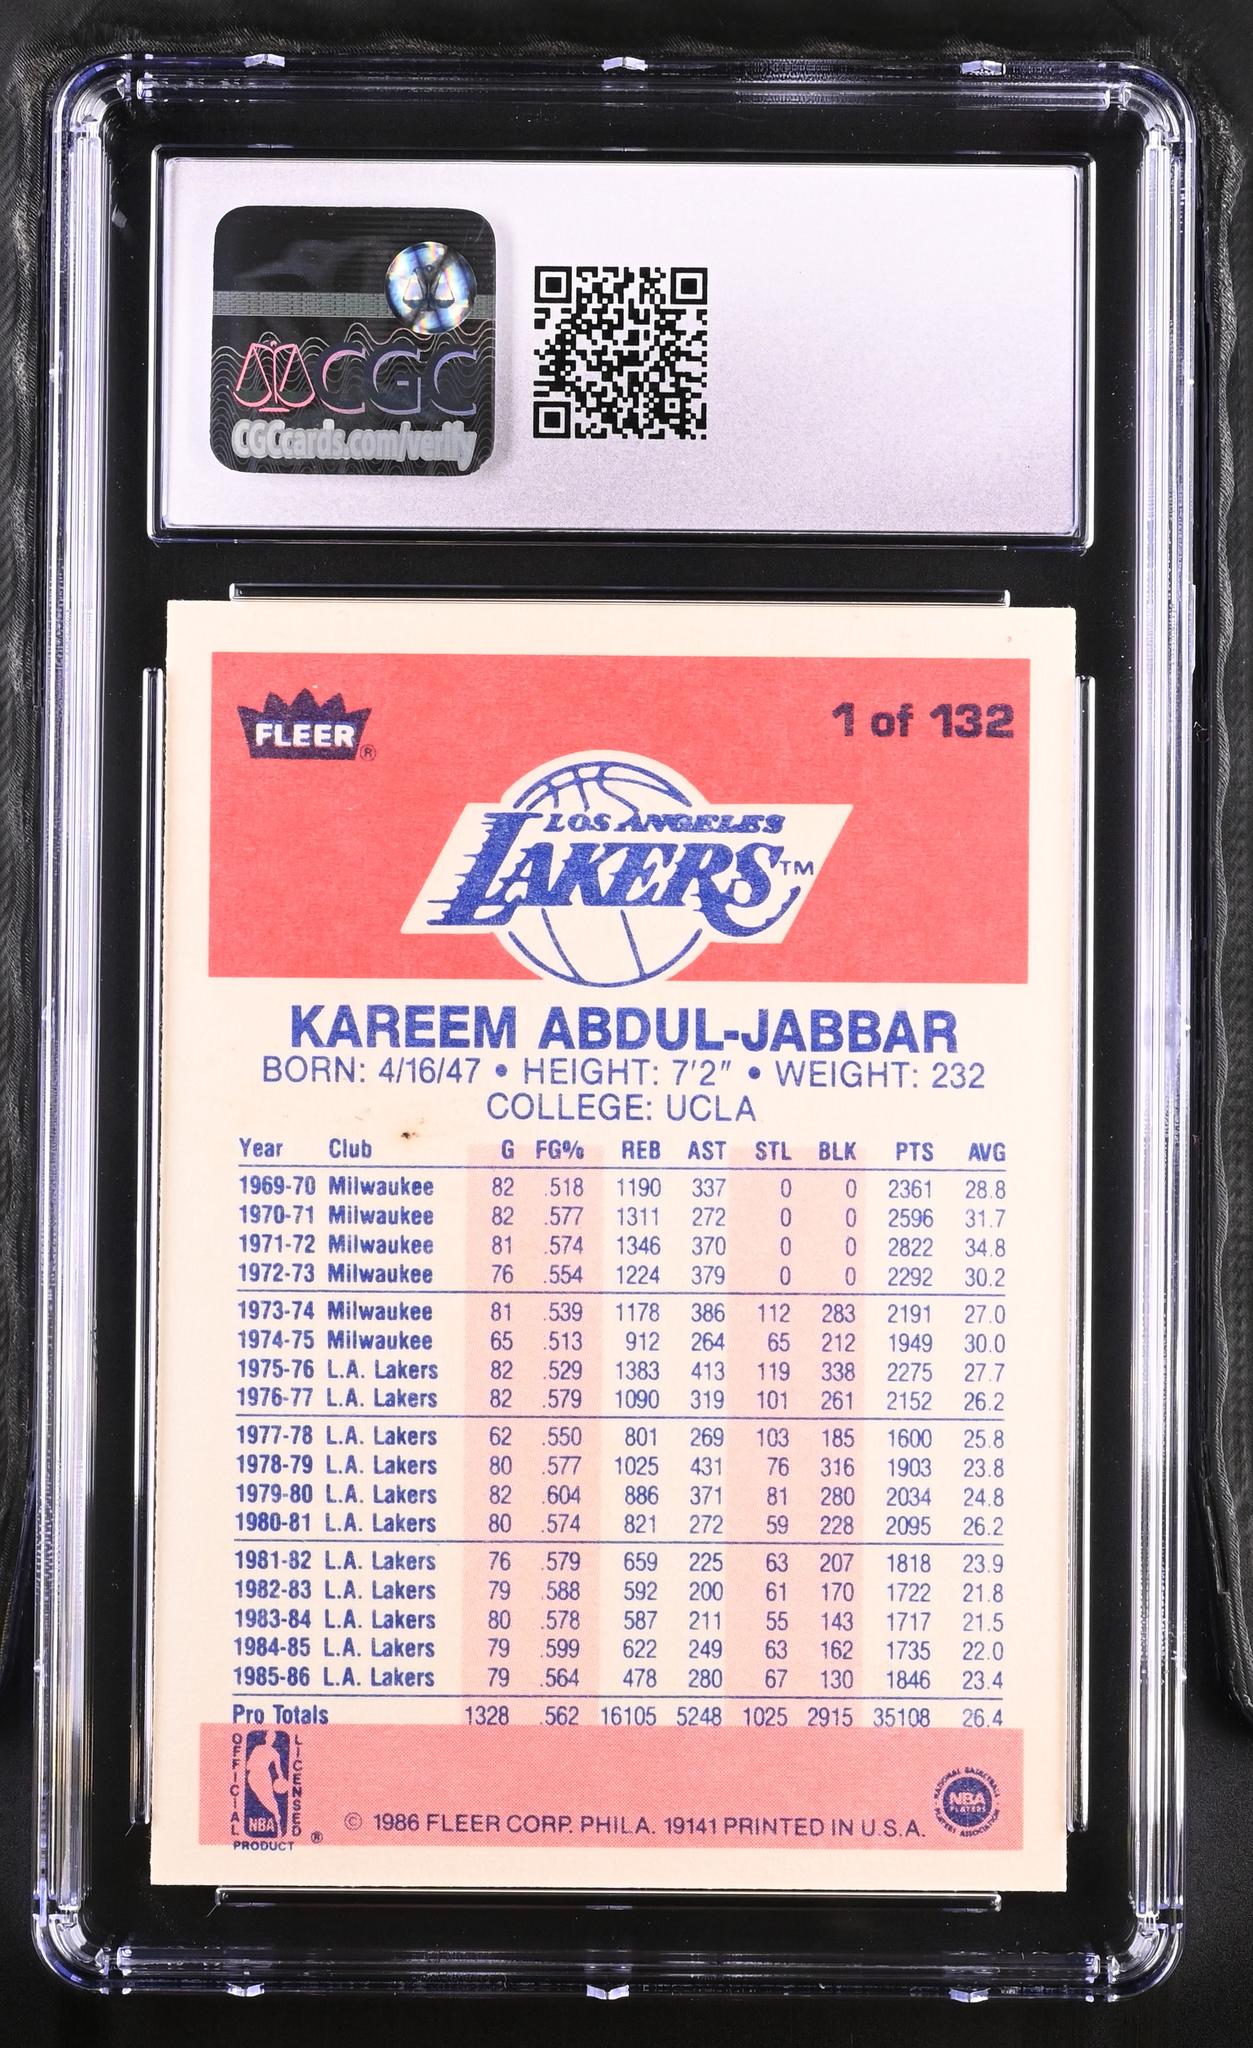 CGC
CGCcards.com/verify
FLEER®
1 of 132
LOS ANGELES
LAKERS™
KAREEM ABDUL-JABBAR
BORN: 4/16/47 • HEIGHT: 7'2" • WEIGHT: 232
COLLEGE: UCLA
Year Club G FG% REB AST STL BLK PTS AVG
1969-70 Milwaukee 82 .518 1190 337 0 0 2361 28.8
1970-71 Milwaukee 82 .577 1311 272 0 0 2596 31.7
1971-72 Milwaukee 81 .574 1346 370 0 0 2822 34.8
1972-73 Milwaukee 76 .554 1224 379 0 0 2292 30.2
1973-74 Milwaukee 81 .539 1178 386 112 283 2191 27.0
1974-75 Milwaukee 65 .513 912 264 65 212 1949 30.0
1975-76 L.A. Lakers 82 .529 1383 413 119 338 2275 27.7
1976-77 L.A. Lakers 82 .579 1090 319 101 261 2152 26.2
1977-78 L.A. Lakers 62 .550 801 269 103 185 1600 25.8
1978-79 L.A. Lakers 80 .577 1025 431 76 316 1903 23.8
1979-80 L.A. Lakers 82 .604 886 371 81 280 2034 24.8
1980-81 L.A. Lakers 80 .574 821 272 59 228 2095 26.2
1981-82 L.A. Lakers 76 .579 659 225 63 207 1818 23.9
1982-83 L.A. Lakers 79 .588 592 200 61 170 1722 21.8
1983-84 L.A. Lakers 80 .578 587 211 55 143 1717 21.5
1984-85 L.A. Lakers 79 .599 622 249 63 162 1735 22.0
1985-86 L.A. Lakers 79 .564 478 280 67 130 1846 23.4
Pro Totals 1328 .562 16105 5248 1025 2915 35108 26.4
OFFICIAL LICENSED
NBA
PRODUCT ®
© 1986 FLEER CORP. PHILA. 19141 PRINTED IN U.S.A.
NATIONAL BASKETBALL
NBA
PLAYERS
PLAYERS ASSOCIATION